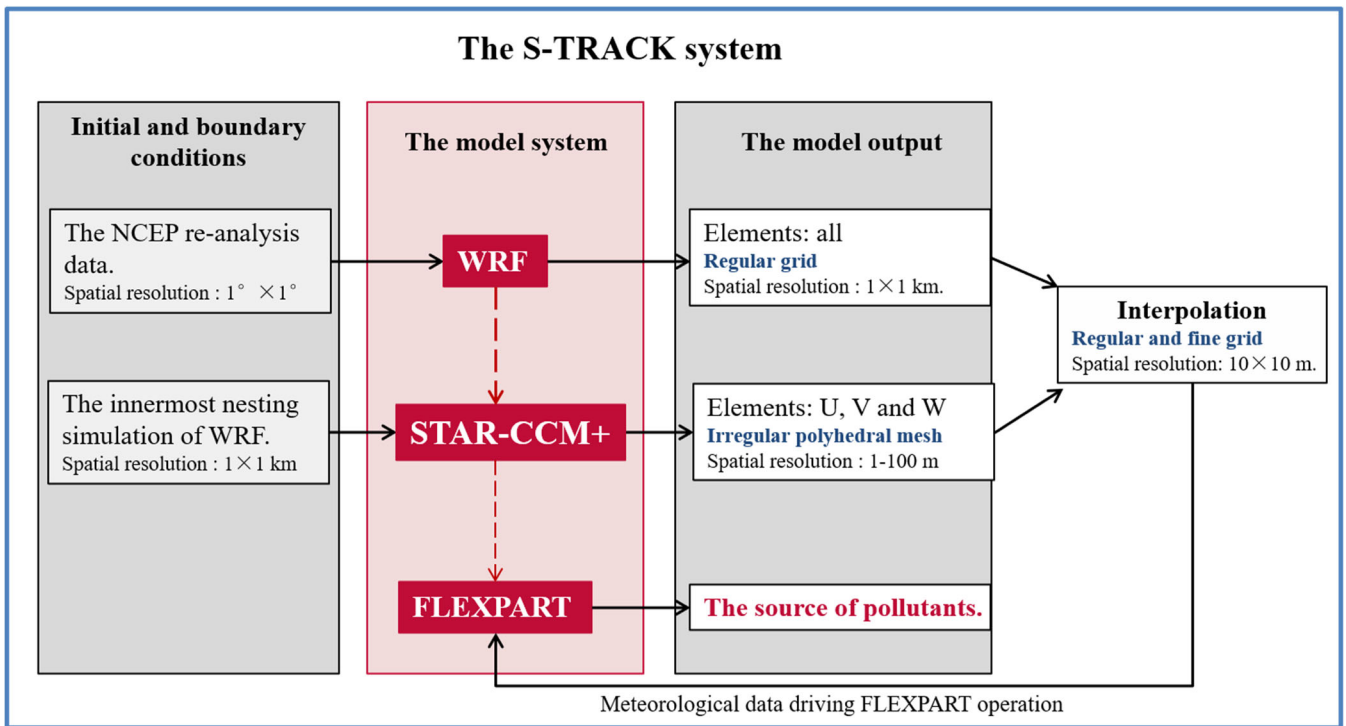 The S-TRACK system
Initial and boundary
conditions
The NCEP re-analysis
data.
Spatial resolution : 1° ×1°
The innermost nesting
simulation of WRF.
Spatial resolution : 1×1 km
The model system
WRF
STAR-CCM+
FLEXPART
The model output
Elements: all
Regular grid
Spatial resolution : 1×1 km.
Elements: U, V and W
Irregular polyhedral mesh
Spatial resolution : 1-100 m
The source of pollutants.
Interpolation
Regular and fine grid
Spatial resolution: 10×10 m.
Meteorological data driving FLEXPART operation